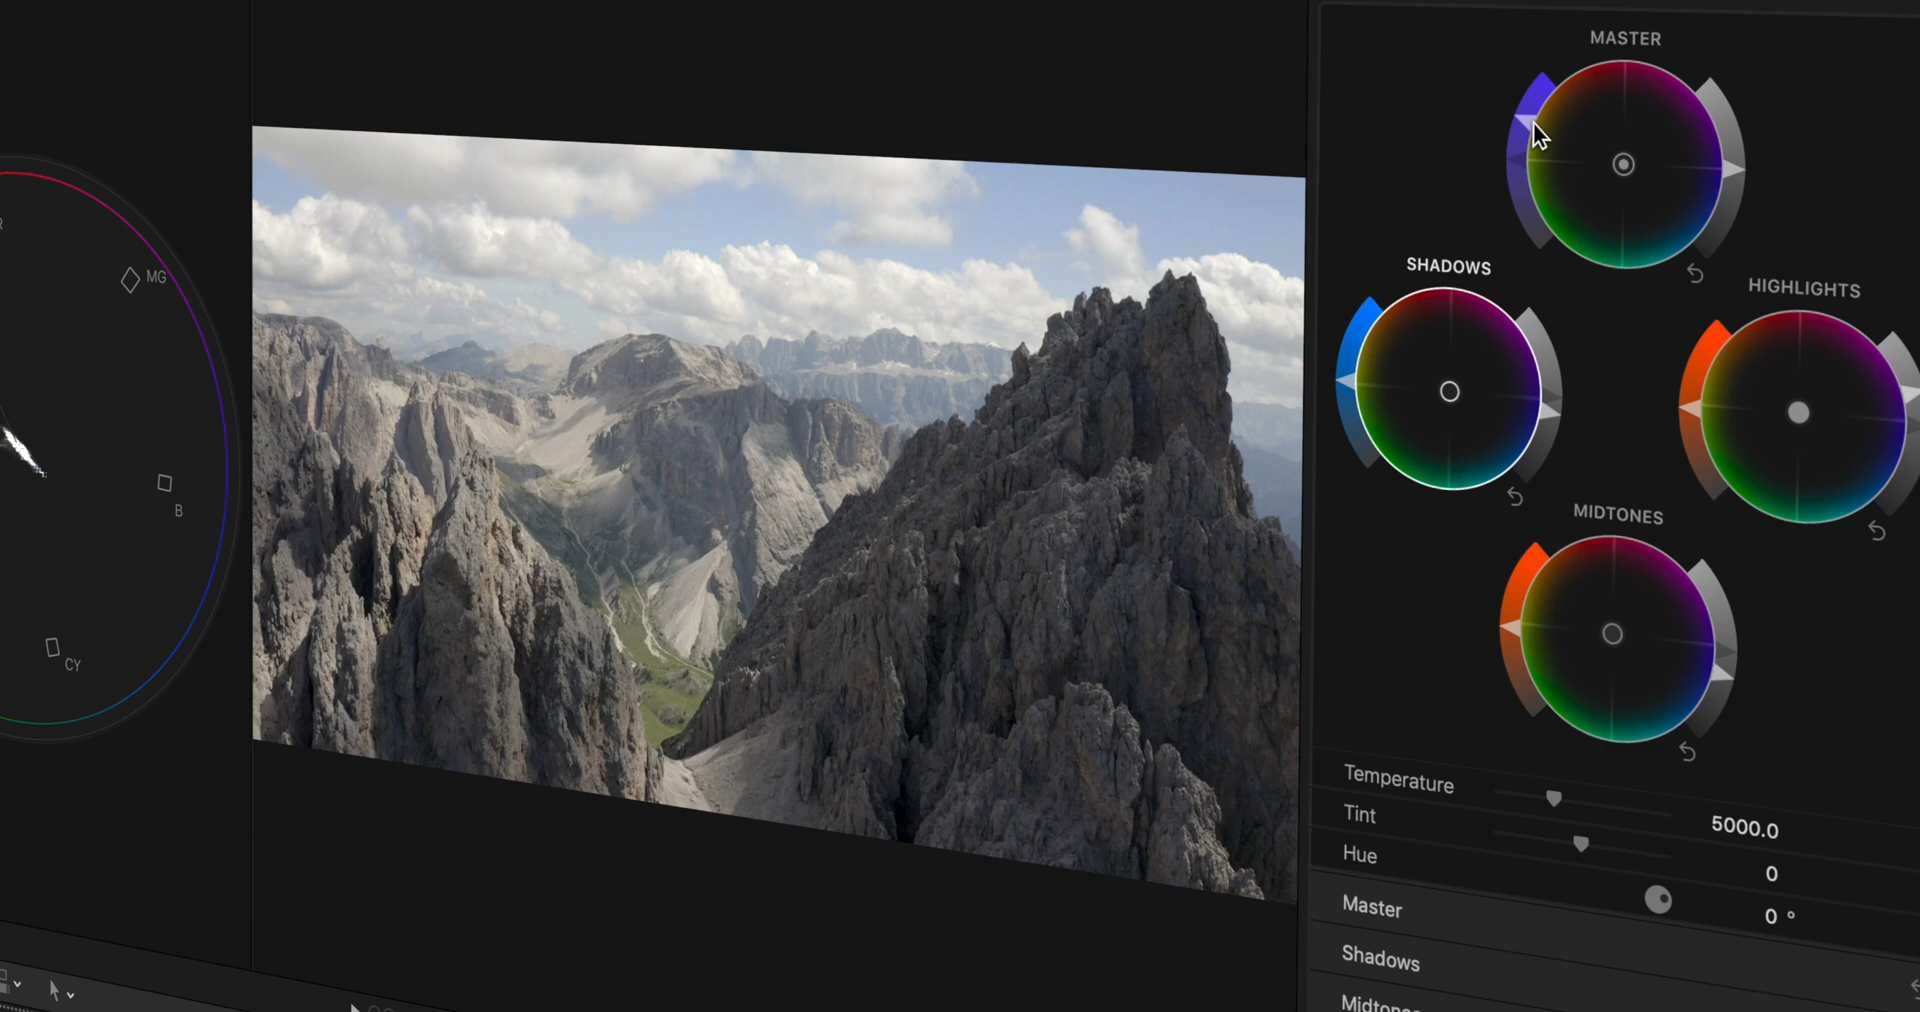 MASTER
SHADOWS
HIGHLIGHTS
MIDTONES
MG
B
CY
Temperature
5000.0
Tint
0
Hue
0 °
Master
Shadows